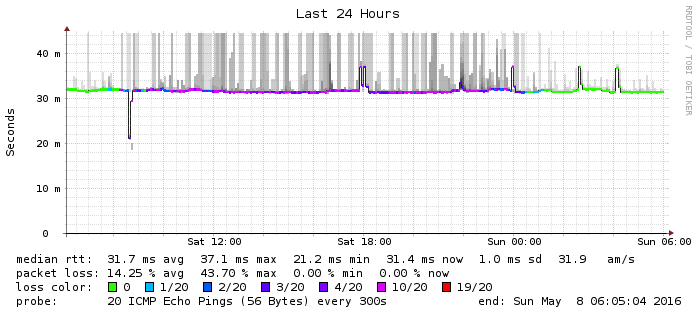 Last 24 Hours
RRDTOOL / TOBI OETIKER
Seconds
40 m
30 m
20 m
10 m
0
Sat 12:00 Sat 18:00 Sun 00:00 Sun 06:00
median rtt: 31.7 ms avg 37.1 ms max 21.2 ms min 31.4 ms now 1.0 ms sd 31.9 am/s
packet loss: 14.25 % avg 43.70 % max 0.00 % min 0.00 % now
loss color: 0 1/20 2/20 3/20 4/20 10/20 19/20
probe: 20 ICMP Echo Pings (56 Bytes) every 300s end: Sun May 8 06:05:04 2016